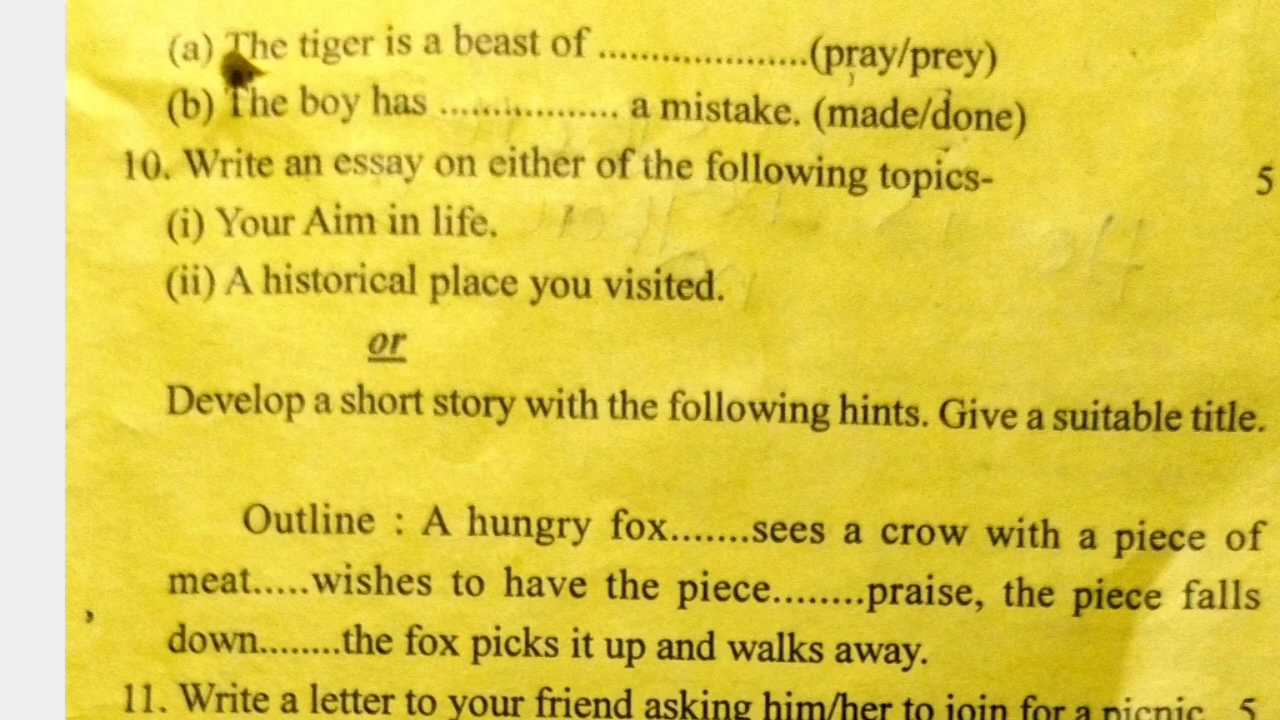 (a) The tiger is a beast of .....................(pray/prey)
(b) The boy has ................. a mistake. (made/done)
10. Write an essay on either of the following topics- 5
(i) Your Aim in life.
(ii) A historical place you visited.
or
Develop a short story with the following hints. Give a suitable title.
Outline : A hungry fox.......sees a crow with a piece of
meat.....wishes to have the piece........praise, the piece falls
down........the fox picks it up and walks away.
11. Write a letter to your friend asking him/her to join for a picnic 5